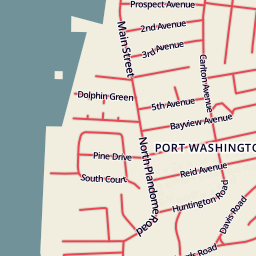 Prospect Avenue
2nd Avenue
Main Street
3rd Avenue
Carlton Avenue
Dolphin Green
5th Avenue
Bayview Avenue
North Plandome Road
PORT WASHINGTO
Pine Drive
Reid Avenue
South Court
Huntington Road
Davis Road
Road